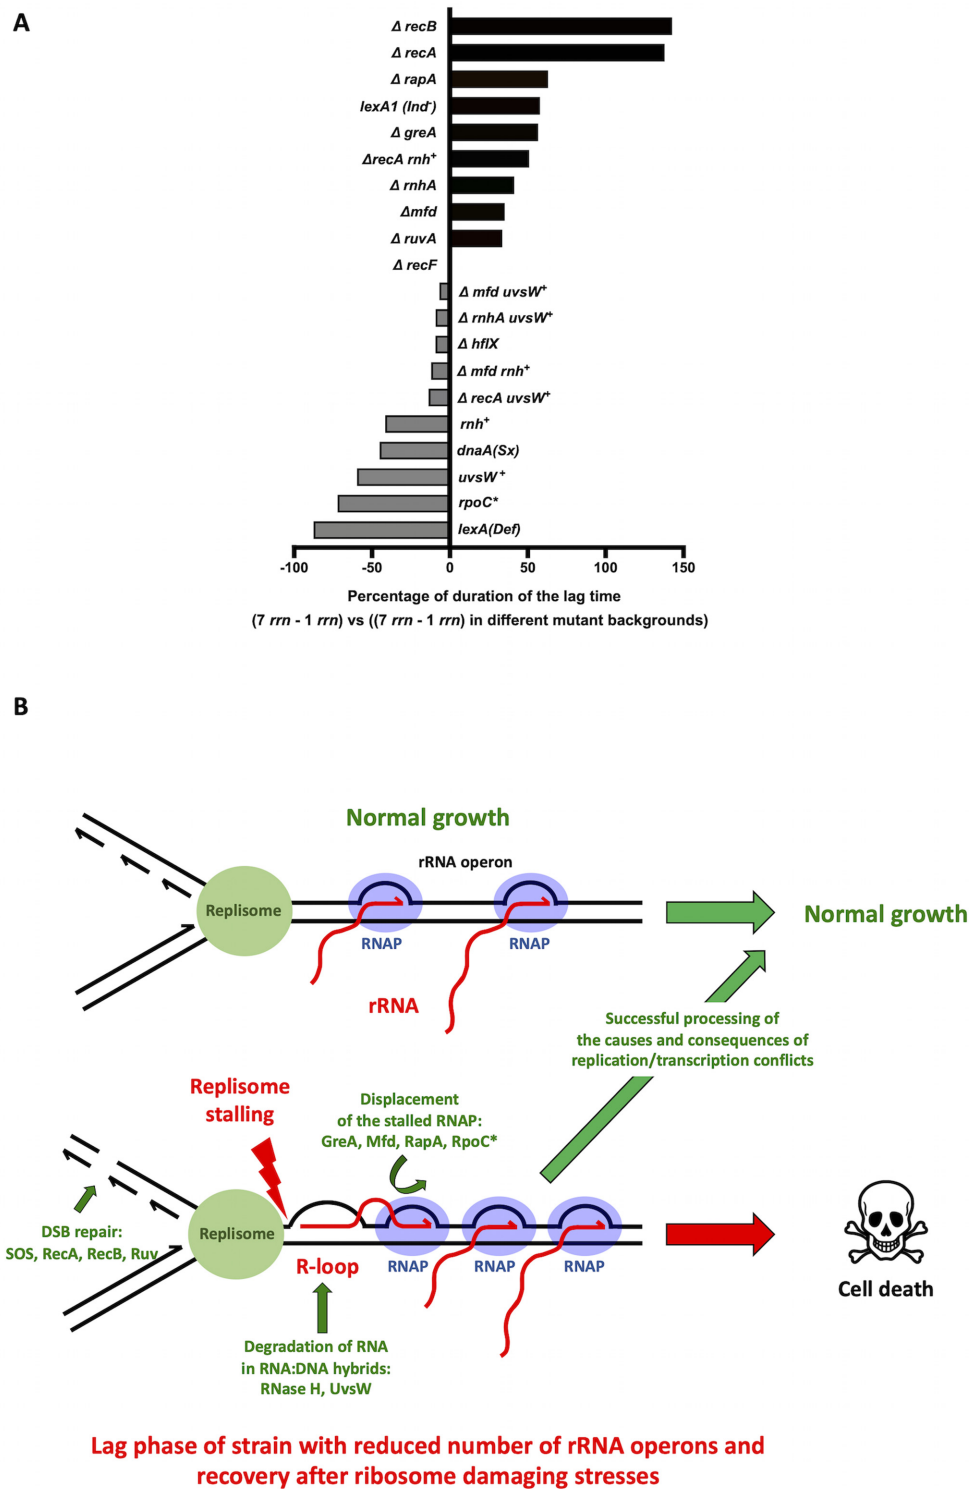 A
Δ recB
Δ recA
Δ rapA
lexA1 (Ind⁻)
Δ greA
ΔrecA rnh⁺
Δ rnhA
Δmfd
Δ ruvA
Δ recF
Δ mfd uvsW⁺
Δ rnhA uvsW⁺
Δ hflX
Δ mfd rnh⁺
Δ recA uvsW⁺
rnh⁺
dnaA(Sx)
uvsW⁺
rpoC*
lexA(Def)
-100 -50 0 50 100 150
Percentage of duration of the lag time
(7 rrn - 1 rrn) vs ((7 rrn - 1 rrn) in different mutant backgrounds)
B
Normal growth
rRNA operon
Replisome
RNAP
RNAP
rRNA
Normal growth
Successful processing of
the causes and consequences of
replication/transcription conflicts
Replisome
stalling
Displacement
of the stalled RNAP:
GreA, Mfd, RapA, RpoC*
DSB repair:
SOS, RecA, RecB, Ruv
Replisome
R-loop
RNAP
RNAP
RNAP
Cell death
Degradation of RNA
in RNA:DNA hybrids:
RNase H, UvsW
Lag phase of strain with reduced number of rRNA operons and
recovery after ribosome damaging stresses